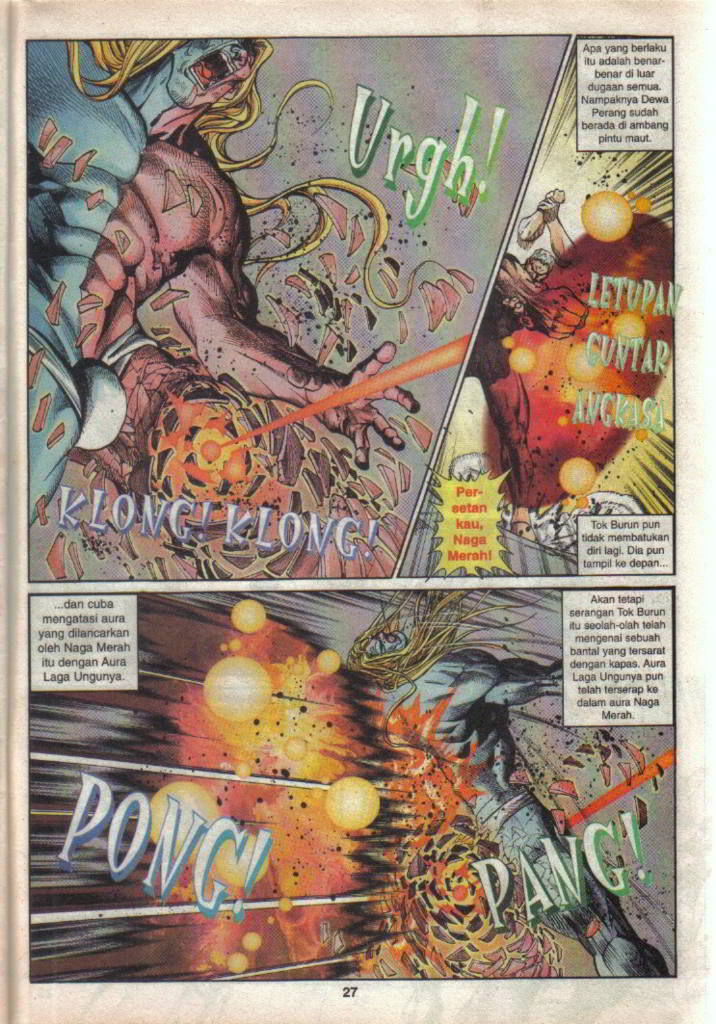 Urgh!
KLONG! KLONG!
Apa yang berlaku
itu adalah benar-
benar di luar
dugaan semua.
Nampaknya Dewa
Perang sudah
berada di ambang
pintu maut.
LETUPAN
GUNTAR
ANGKASA
Per-
setan
kau,
Naga
Merah!
Tok Burun pun
tidak membatukan
diri lagi. Dia pun
tampil ke depan...
...dan cuba
mengatasi aura
yang dilancarkan
oleh Naga Merah
itu dengan Aura
Laga Ungunya.
Akan tetapi
serangan Tok Burun
itu seolah-olah telah
mengenai sebuah
bantal yang tersarat
dengan kapas. Aura
Laga Ungunya pun
telah terserap ke
dalam aura Naga
Merah.
PONG!
PANG!
27